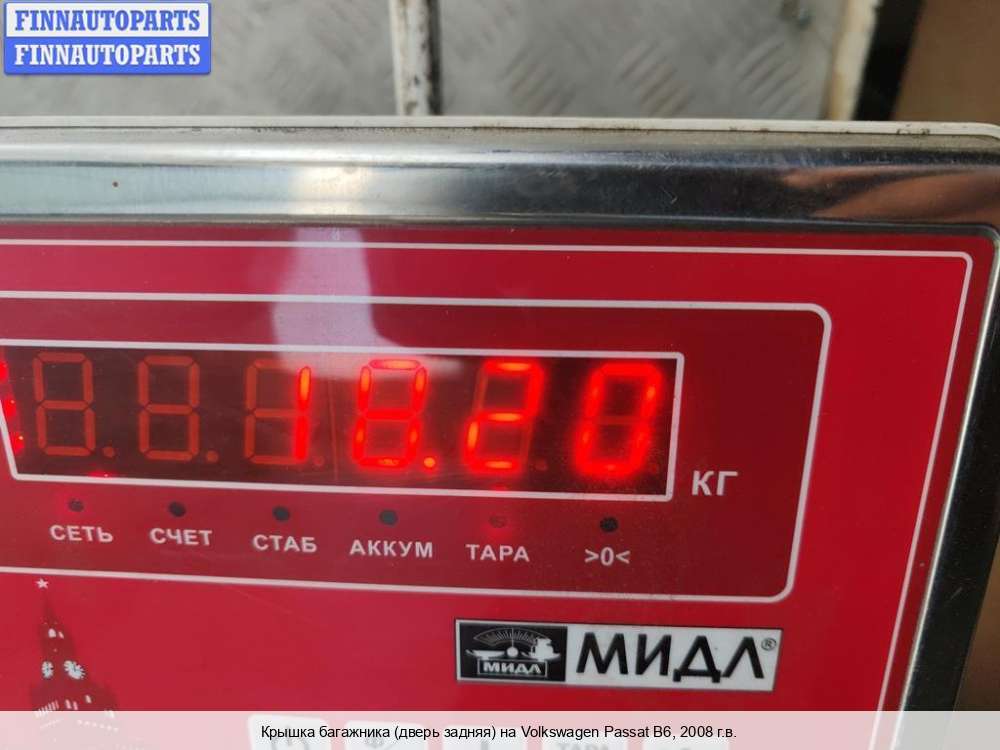 FINNAUTOPARTS
FINNAUTOPARTS
18.20 КГ
СЕТЬ СЧЕТ СТАБ АККУМ ТАРА >0<
МИДЛ МИДЛ®
Крышка багажника (дверь задняя) на Volkswagen Passat B6, 2008 г.в.